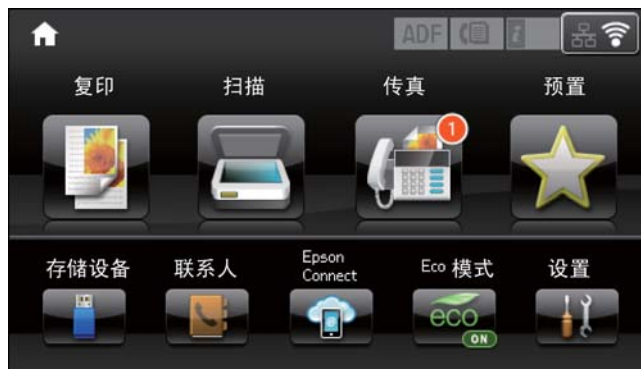 ADF
i
复印
扫描
传真
预置
1
存储设备
联系人
Epson
Connect
Eco 模式
设置
eco
ON